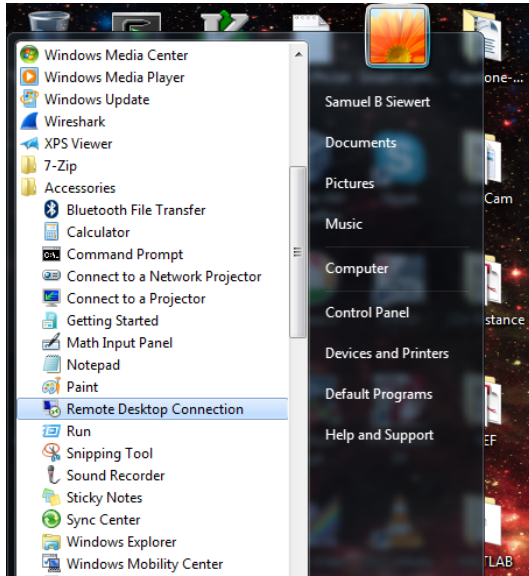 Windows Media Center
Windows Media Player
Windows Update
Wireshark
XPS Viewer
7-Zip
Accessories
Bluetooth File Transfer
Calculator
Command Prompt
Connect to a Network Projector
Connect to a Projector
Getting Started
Math Input Panel
Notepad
Paint
Remote Desktop Connection
Run
Snipping Tool
Sound Recorder
Sticky Notes
Sync Center
Windows Explorer
Windows Mobility Center
Samuel B Siewert
Documents
Pictures
Music
Computer
Control Panel
Devices and Printers
Default Programs
Help and Support
one-...
Cam
stance
EF
TLAB